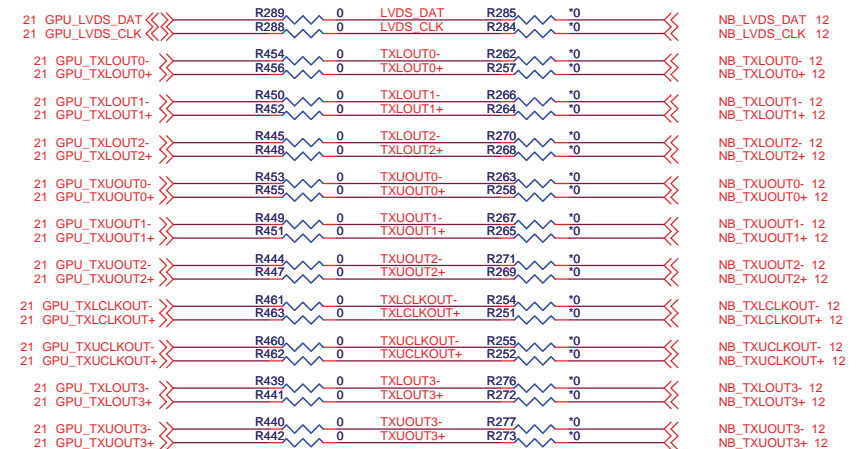 21 GPU_LVDS_DAT R289 0 LVDS_DAT R285 *0 NB_LVDS_DAT 12
21 GPU_LVDS_CLK R288 0 LVDS_CLK R284 *0 NB_LVDS_CLK 12
21 GPU_TXLOUT0- R454 0 TXLOUT0- R262 *0 NB_TXLOUT0- 12
21 GPU_TXLOUT0+ R456 0 TXLOUT0+ R257 *0 NB_TXLOUT0+ 12
21 GPU_TXLOUT1- R450 0 TXLOUT1- R266 *0 NB_TXLOUT1- 12
21 GPU_TXLOUT1+ R452 0 TXLOUT1+ R264 *0 NB_TXLOUT1+ 12
21 GPU_TXLOUT2- R445 0 TXLOUT2- R270 *0 NB_TXLOUT2- 12
21 GPU_TXLOUT2+ R448 0 TXLOUT2+ R268 *0 NB_TXLOUT2+ 12
21 GPU_TXUOUT0- R453 0 TXUOUT0- R263 *0 NB_TXUOUT0- 12
21 GPU_TXUOUT0+ R455 0 TXUOUT0+ R258 *0 NB_TXUOUT0+ 12
21 GPU_TXUOUT1- R449 0 TXUOUT1- R267 *0 NB_TXUOUT1- 12
21 GPU_TXUOUT1+ R451 0 TXUOUT1+ R265 *0 NB_TXUOUT1+ 12
21 GPU_TXUOUT2- R444 0 TXUOUT2- R271 *0 NB_TXUOUT2- 12
21 GPU_TXUOUT2+ R447 0 TXUOUT2+ R269 *0 NB_TXUOUT2+ 12
21 GPU_TXLCLKOUT- R461 0 TXLCLKOUT- R254 *0 NB_TXLCLKOUT- 12
21 GPU_TXLCLKOUT+ R463 0 TXLCLKOUT+ R251 *0 NB_TXLCLKOUT+ 12
21 GPU_TXUCLKOUT- R460 0 TXUCLKOUT- R255 *0 NB_TXUCLKOUT- 12
21 GPU_TXUCLKOUT+ R462 0 TXUCLKOUT+ R252 *0 NB_TXUCLKOUT+ 12
21 GPU_TXLOUT3- R439 0 TXLOUT3- R276 *0 NB_TXLOUT3- 12
21 GPU_TXLOUT3+ R441 0 TXLOUT3+ R272 *0 NB_TXLOUT3+ 12
21 GPU_TXUOUT3- R440 0 TXUOUT3- R277 *0 NB_TXUOUT3- 12
21 GPU_TXUOUT3+ R442 0 TXUOUT3+ R273 *0 NB_TXUOUT3+ 12